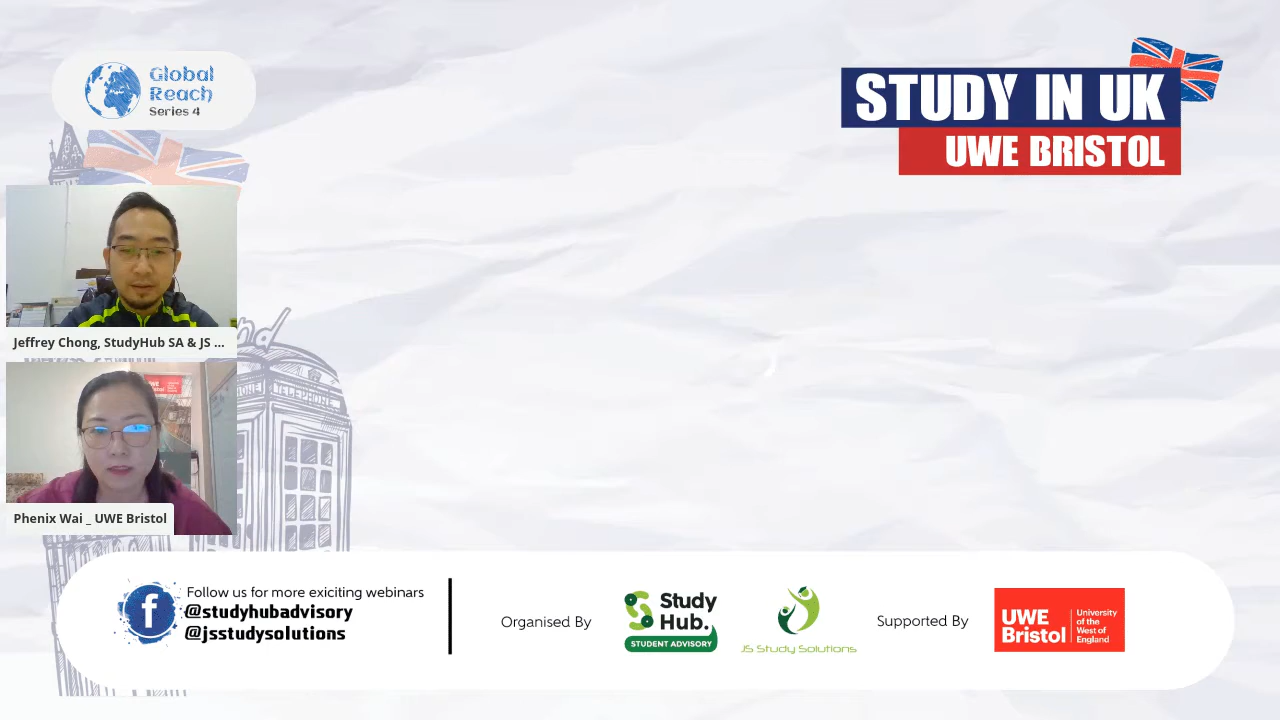 Global
Reach
Series 4
STUDY IN UK
UWE BRISTOL
Jeffrey Chong, StudyHub SA & JS ...
TELEPHONE
Phenix Wai _ UWE Bristol
Follow us for more exiciting webinars
@studyhubadvisory
@jsstudysolutions
Organised By
Study
Hub.
STUDENT ADVISORY
JS Study Solutions
Supported By
UWE
Bristol
University
of the
West of
England